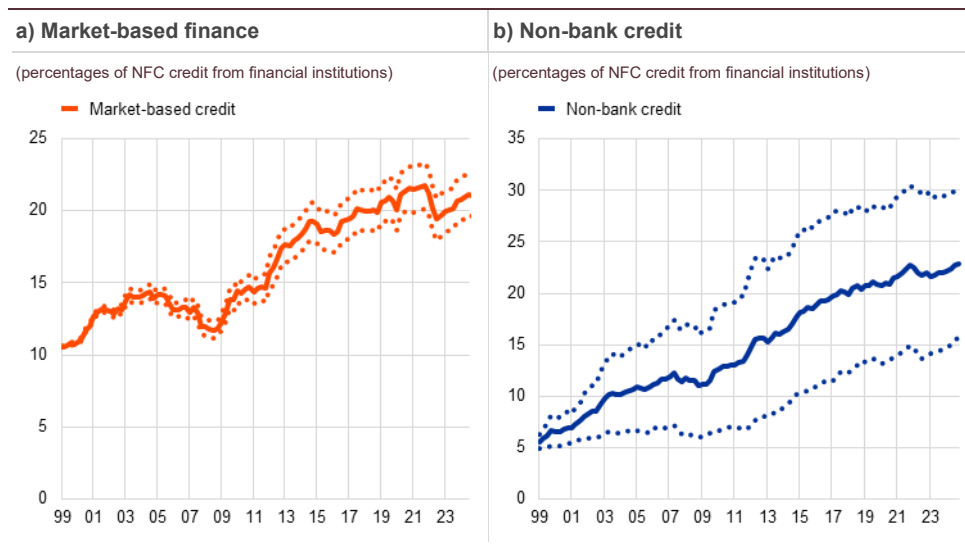 a) Market-based finance
(percentages of NFC credit from financial institutions)
Market-based credit
25
20
15
10
5
0
99 01 03 05 07 09 11 13 15 17 19 21 23
b) Non-bank credit
(percentages of NFC credit from financial institutions)
Non-bank credit
35
30
25
20
15
10
5
0
99 01 03 05 07 09 11 13 15 17 19 21 23